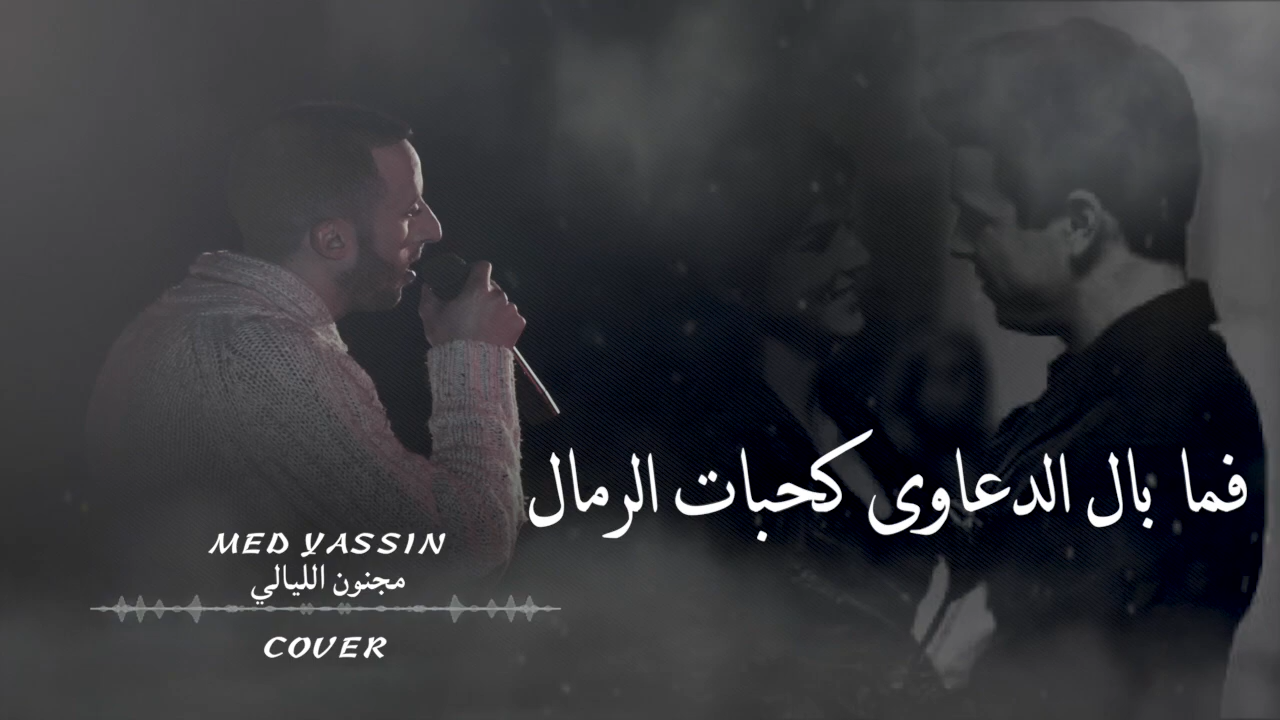 فما بال الدعاوى كحبات الرمال
MED YASSIN
مجنون الليالي
COVER